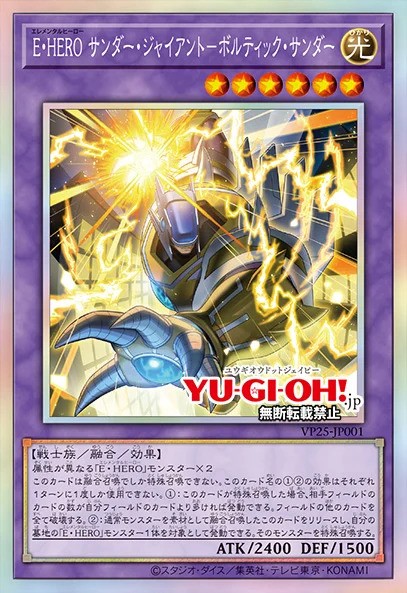 エレメンタルヒーロー
E・HERO サンダー・ジャイアントーボルティック・サンダー
ひかり
光
ユウギオウドットジェイピー
YU-GI-OH!.jp
無断転載禁止
VP25-JP001
【戦士族/融合/効果】
属性が異なる「E・HERO」モンスター×2
このカードは融合召喚でしか特殊召喚できない。このカード名の①②の効果はそれぞれ
1ターンに1度しか使用できない。①:このカードが特殊召喚した場合、相手フィールド
のカードの数が自分フィールドのカードより多ければ発動できる。フィールドの他のカードを
全て破壊する。②:通常モンスターを素材として融合召喚したこのカードをリリースし、自分の
墓地の「E・HERO」モンスター1体を対象として発動できる。そのモンスターを特殊召喚する。
ATK/2400 DEF/1500
©スタジオ・ダイス/集英社・テレビ東京・KONAMI